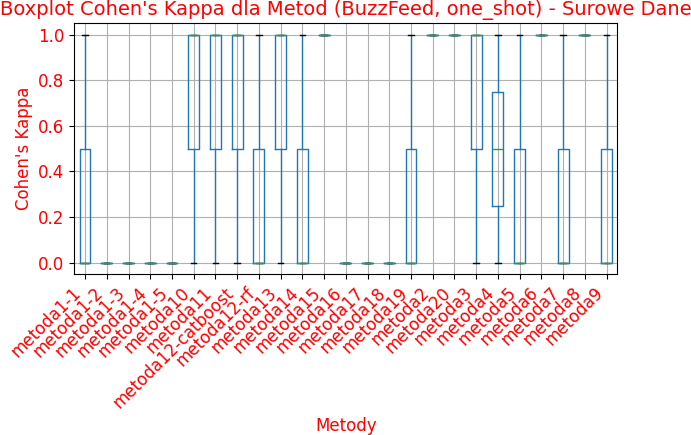 Boxplot Cohen's Kappa dla Metod (BuzzFeed, one_shot) - Surowe Dane
Cohen's Kappa
1.0
0.8
0.6
0.4
0.2
0.0
metoda1-1
metoda1-2
metoda1-3
metoda1-4
metoda1-5
metoda10
metoda11
metoda12-catboost
metoda12-rf
metoda13
metoda14
metoda15
metoda16
metoda17
metoda18
metoda19
metoda2
metoda20
metoda3
metoda4
metoda5
metoda6
metoda7
metoda8
metoda9
Metody